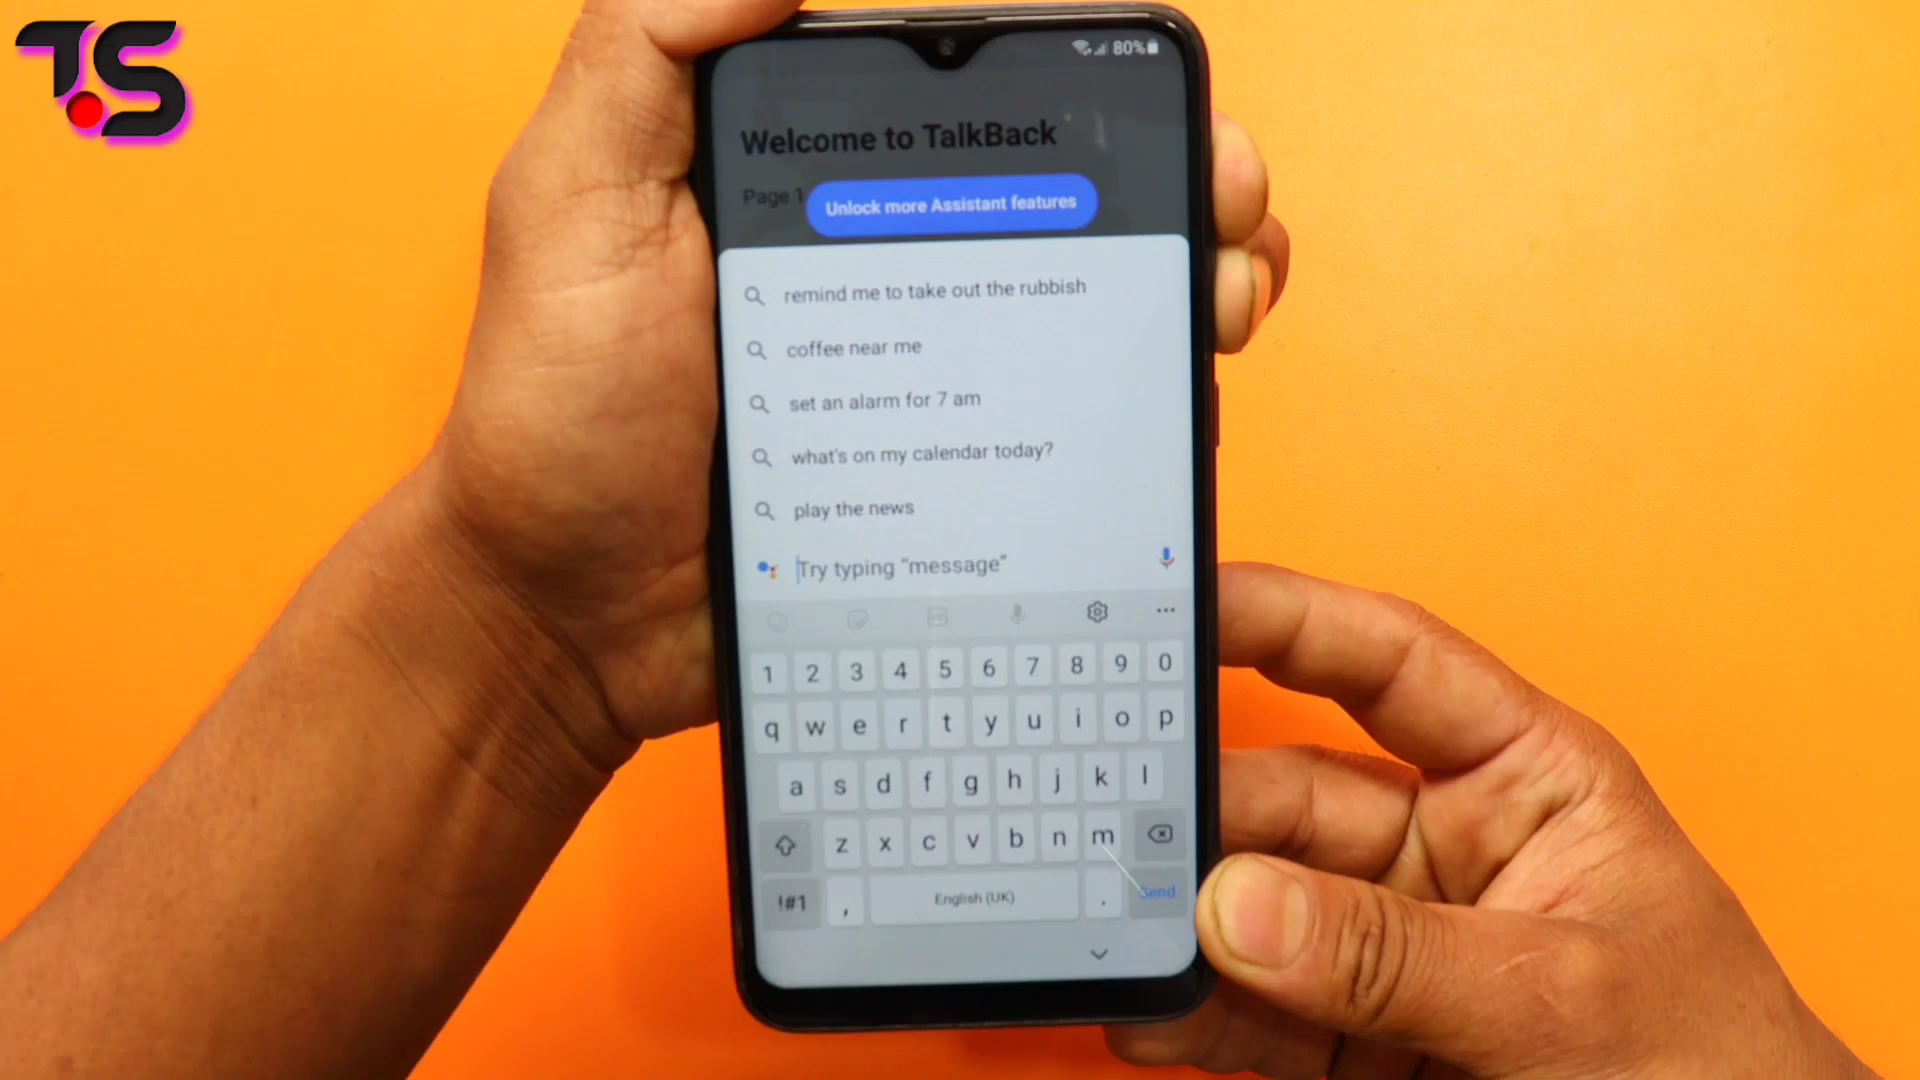 T.S
80%
Welcome to TalkBack
Page 1
Unlock more Assistant features
remind me to take out the rubbish
coffee near me
set an alarm for 7 am
what's on my calendar today?
play the news
Try typing "message"
1 2 3 4 5 6 7 8 9 0
q w e r t y u i o p
a s d f g h j k l
z x c v b n m
!#1 , English (UK) . Send